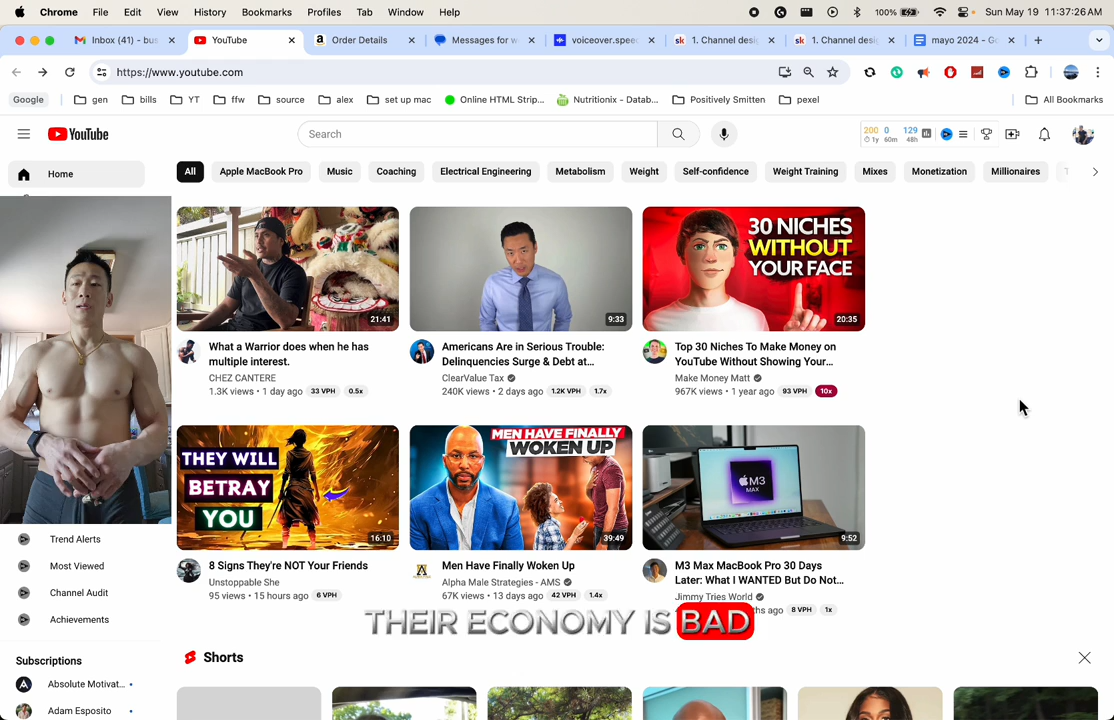 Chrome File Edit View History Bookmarks Profiles Tab Window Help 100% Sun May 19 11:37:26 AM
Inbox (41) - bus YouTube Order Details Messages for w voiceover.spee 1. Channel desig 1. Channel desig mayo 2024 - Go
https://www.youtube.com
Google gen bills YT ffw source alex set up mac Online HTML Strip... Nutritionix - Datab... Positively Smitten pexel All Bookmarks
YouTube Search 200 0 129
1y 60m 48h
Home All Apple MacBook Pro Music Coaching Electrical Engineering Metabolism Weight Self-confidence Weight Training Mixes Monetization Millionaires
30 NICHES
WITHOUT
YOUR FACE
21:41 9:33 20:35
What a Warrior does when he has
multiple interest.
CHEZ CANTERE
1.3K views • 1 day ago 33 VPH 0.5x
Americans Are in Serious Trouble:
Delinquencies Surge & Debt at...
ClearValue Tax
240K views • 2 days ago 1.2K VPH 1.7x
Top 30 Niches To Make Money on
YouTube Without Showing Your...
Make Money Matt
967K views • 1 year ago 93 VPH 10x
THEY WILL
BETRAY
YOU
16:10
MEN HAVE FINALLY
WOKEN UP
39:49
M3
MAX
9:52
8 Signs They're NOT Your Friends
Unstoppable She
95 views • 15 hours ago 6 VPH
Men Have Finally Woken Up
Alpha Male Strategies - AMS
67K views • 13 days ago 42 VPH 1.4x
M3 Max MacBook Pro 30 Days
Later: What I WANTED But Do Not...
Jimmy Tries World
ago 8 VPH 1x
THEIR ECONOMY IS BAD
Trend Alerts
Most Viewed
Channel Audit
Achievements
Subscriptions
Absolute Motivat...
Adam Esposito
Shorts